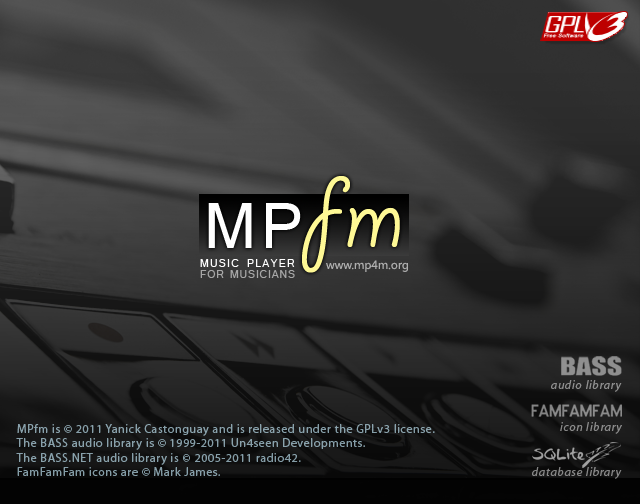 GPL v3
Free Software
MPfm
MUSIC PLAYER
FOR MUSICIANS
www.mp4m.org
BASS
audio library
FAMFAMFAM
icon library
SQLite
database library
MPfm is © 2011 Yanick Castonguay and is released under the GPLv3 license.
The BASS audio library is © 1999-2011 Un4seen Developments.
The BASS.NET audio library is © 2005-2011 radio42.
FamFamFam icons are © Mark James.